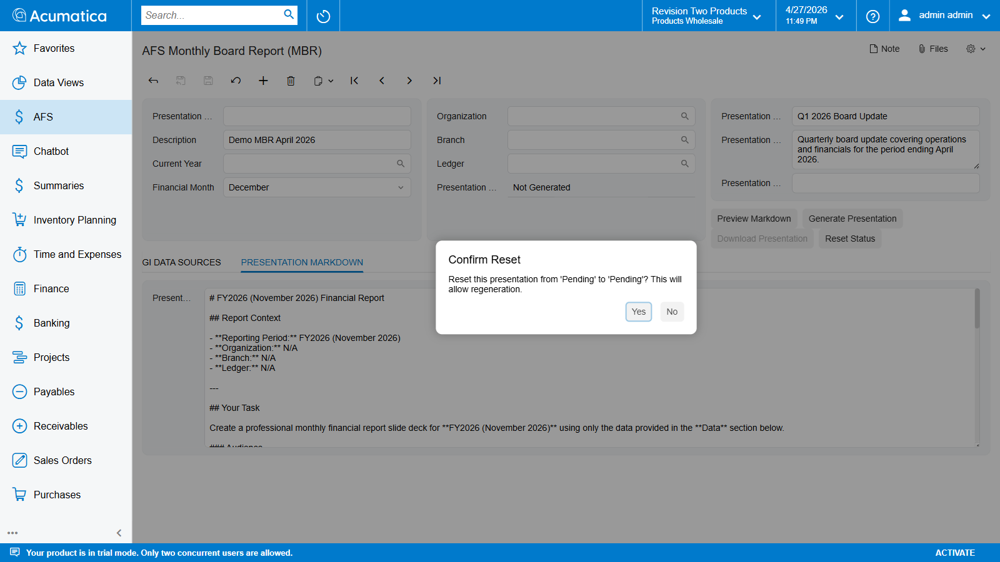 Acumatica
Search...
Revision Two Products
Products Wholesale
4/27/2026
11:49 PM
admin admin
Favorites
Data Views
AFS
Chatbot
Summaries
Inventory Planning
Time and Expenses
Finance
Banking
Projects
Payables
Receivables
Sales Orders
Purchases
AFS Monthly Board Report (MBR)
Note
Files
Presentation ...
Description
Demo MBR April 2026
Current Year
Financial Month
December
Organization
Branch
Ledger
Presentation ...
Not Generated
Presentation ...
Q1 2026 Board Update
Presentation ...
Quarterly board update covering operations
and financials for the period ending April
2026.
Presentation ...
Preview Markdown
Generate Presentation
Download Presentation
Reset Status
GI DATA SOURCES
PRESENTATION MARKDOWN
Present...
# FY2026 (November 2026) Financial Report
## Report Context
- **Reporting Period:** FY2026 (November 2026)
- **Organization:** N/A
- **Branch:** N/A
- **Ledger:** N/A
---
## Your Task
Create a professional monthly financial report slide deck for **FY2026 (November 2026)** using only the data provided in the **Data** section below.
### Audience
Confirm Reset
Reset this presentation from 'Pending' to 'Pending'? This will
allow regeneration.
Yes
No
Your product is in trial mode. Only two concurrent users are allowed.
ACTIVATE